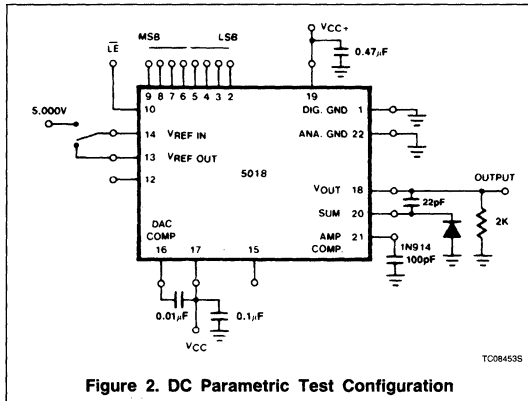 LE
MSB LSB
VCC+
0.47μF
9 8 7 6 5 4 3 2
19
10
DIG. GND 1
5.000V
14 VREF IN
ANA. GND 22
13 VREF OUT
5018
OUTPUT
12
VOUT 18
22pF
SUM 20
2K
DAC
COMP
AMP
COMP. 21
1N914
16 17 15
100pF
0.01μF 0.1μF
VCC
TC08453S
Figure 2. DC Parametric Test Configuration